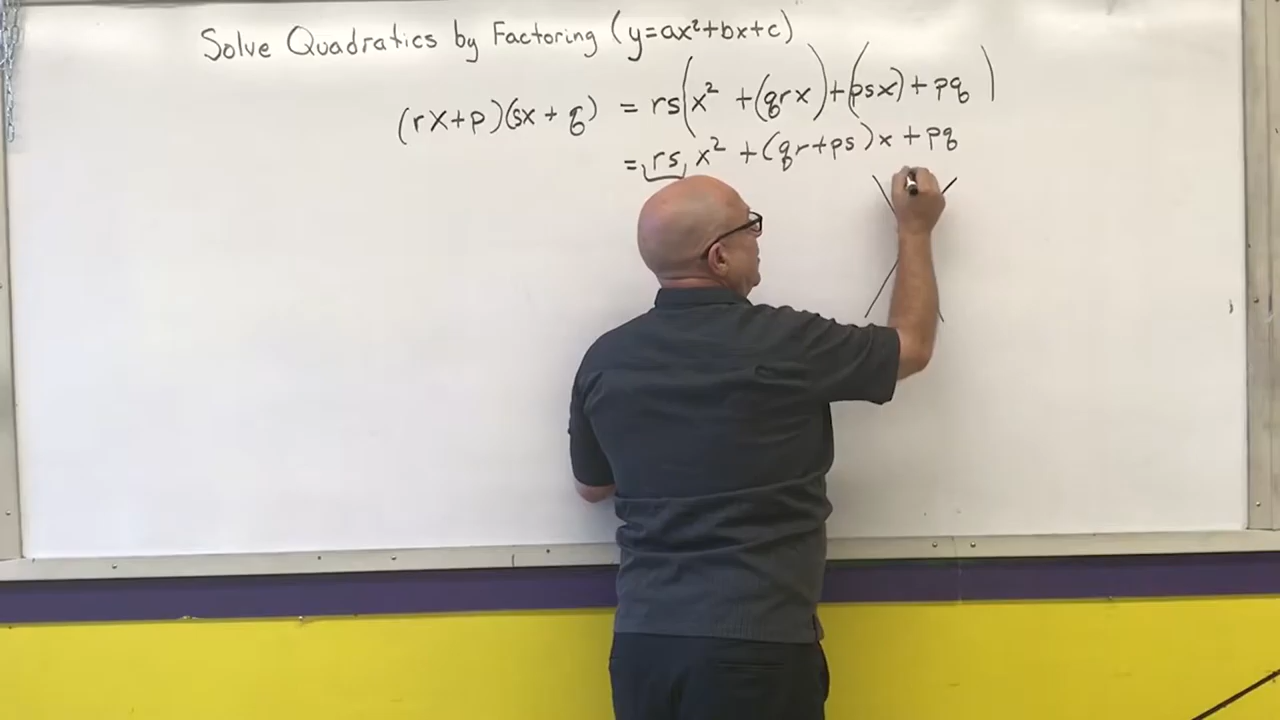 Solve Quadratics by Factoring (y=ax²+bx+c)
(rx+p)(sx+q) = rs(x² +(qrx)+(psx)+pq)
= rs x² +(qr+ps)x+pq